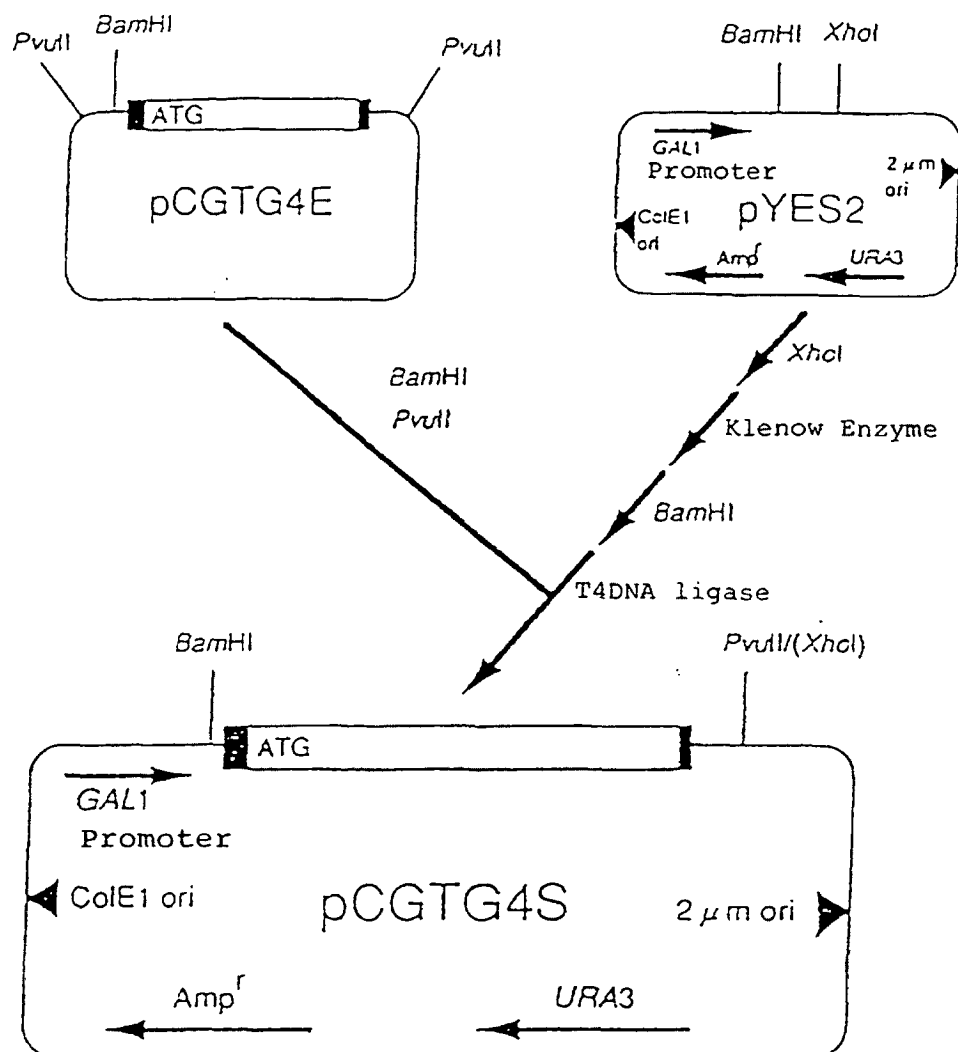 PvuII
BamHI
PvuII
ATG
pCGTG4E
BamHI XhoI
GAL1
Promoter
2 μm
ori
pYES2
ColE1
ori
Ampr
URA3
BamHI
PvuII
XhoI
Klenow Enzyme
BamHI
T4DNA ligase
BamHI
PvuII/(XhoI)
ATG
GAL1
Promoter
ColE1 ori
pCGTG4S
2 μm ori
Ampr
URA3